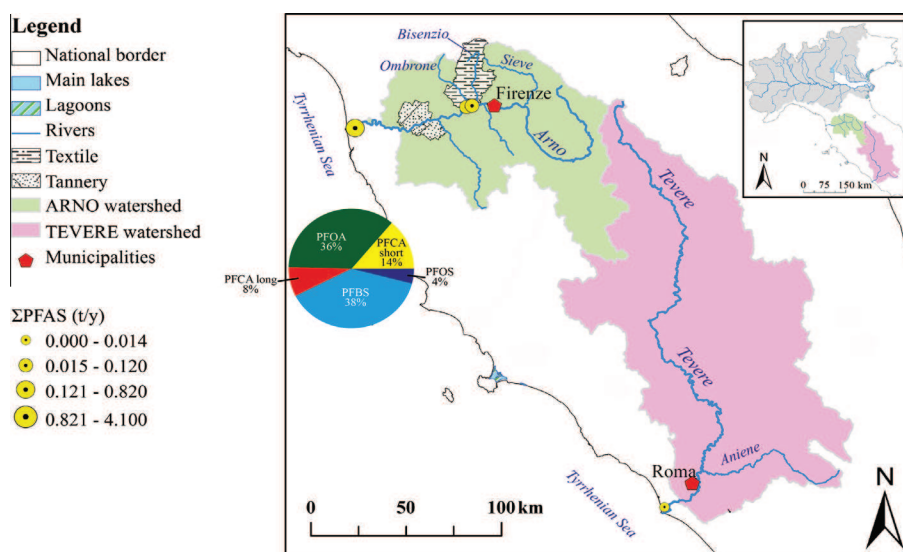 Legend
National border
Main lakes
Lagoons
Rivers
Textile
Tannery
ARNO watershed
TEVERE watershed
Municipalities
ΣPFAS (t/y)
0.000 - 0.014
0.015 - 0.120
0.121 - 0.820
0.821 - 4.100
Bisenzio
Ombrone
Sieve
Firenze
Arno
Tyrrhenian Sea
Tevere
PFOA
36%
PFCA
short
14%
PFCA long
8%
PFOS
4%
PFBS
38%
Tevere
Aniene
Roma
Tyrrhenian Sea
0 50 100 km
N
N
0 75 150 km